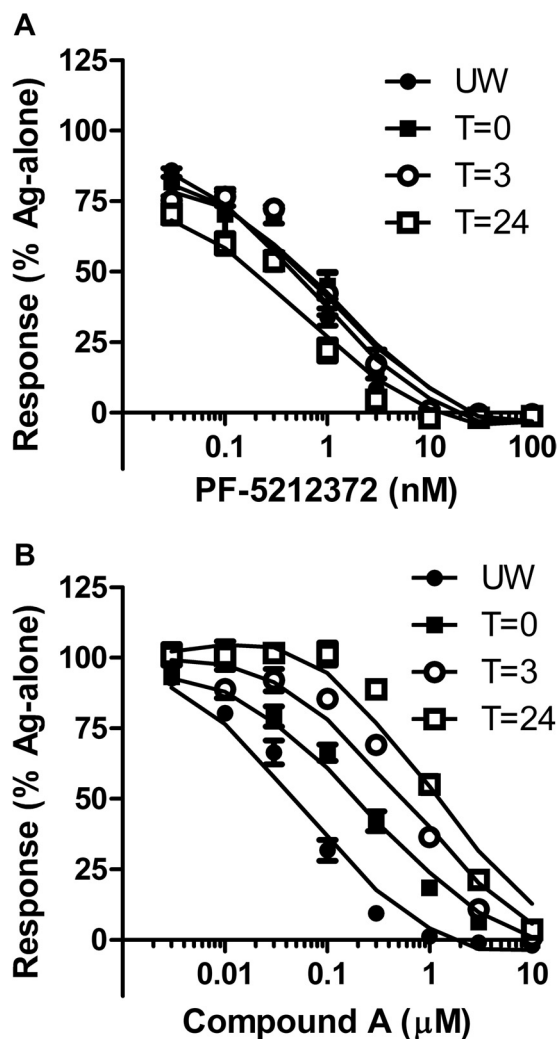 A
Response (% Ag-alone)
125
100
75
50
25
0
UW
T=0
T=3
T=24
0.1
1
10
100
PF-5212372 (nM)
B
Response (% Ag-alone)
125
100
75
50
25
0
UW
T=0
T=3
T=24
0.01
0.1
1
10
Compound A (μM)